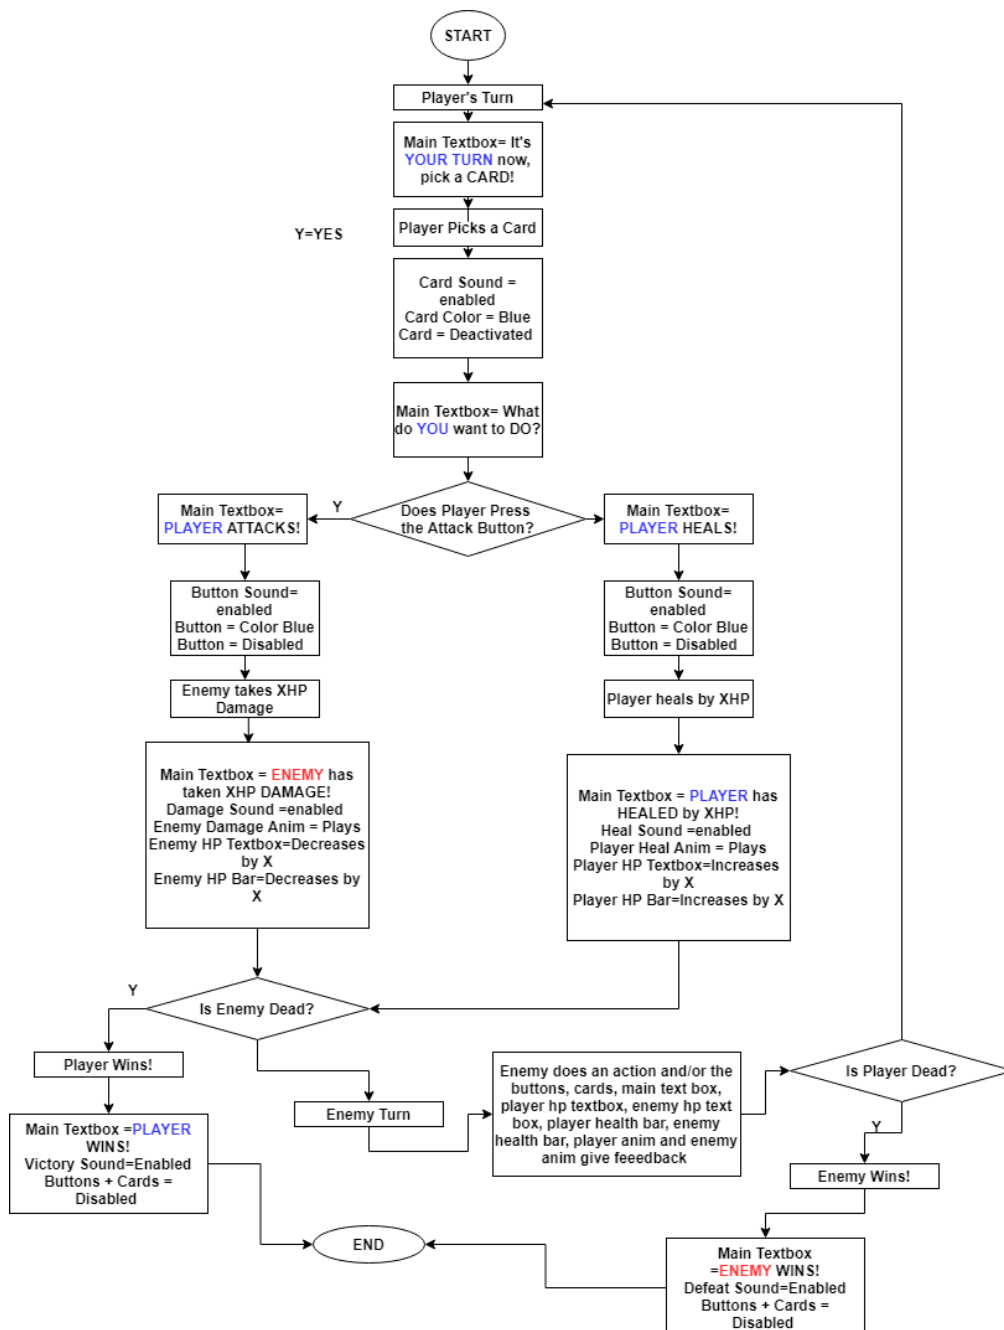 START
Player's Turn
Main Textbox= It's
YOUR TURN now,
pick a CARD!
Y=YES
Player Picks a Card
Card Sound =
enabled
Card Color = Blue
Card = Deactivated
Main Textbox= What
do YOU want to DO?
Does Player Press
the Attack Button?
Y
Main Textbox=
PLAYER ATTACKS!
Main Textbox=
PLAYER HEALS!
Button Sound=
enabled
Button = Color Blue
Button = Disabled
Button Sound=
enabled
Button = Color Blue
Button = Disabled
Enemy takes XHP
Damage
Player heals by XHP
Main Textbox = ENEMY has
taken XHP DAMAGE!
Damage Sound =enabled
Enemy Damage Anim = Plays
Enemy HP Textbox=Decreases
by X
Enemy HP Bar=Decreases by
X
Main Textbox = PLAYER has
HEALED by XHP!
Heal Sound =enabled
Player Heal Anim = Plays
Player HP Textbox=Increases
by X
Player HP Bar=Increases by X
Y
Is Enemy Dead?
Player Wins!
Main Textbox =PLAYER
WINS!
Victory Sound=Enabled
Buttons + Cards =
Disabled
Enemy Turn
Enemy does an action and/or the
buttons, cards, main text box,
player hp textbox, enemy hp text
box, player health bar, enemy
health bar, player anim and enemy
anim give feeedback
Is Player Dead?
Y
Enemy Wins!
Main Textbox
=ENEMY WINS!
Defeat Sound=Enabled
Buttons + Cards =
Disabled
END